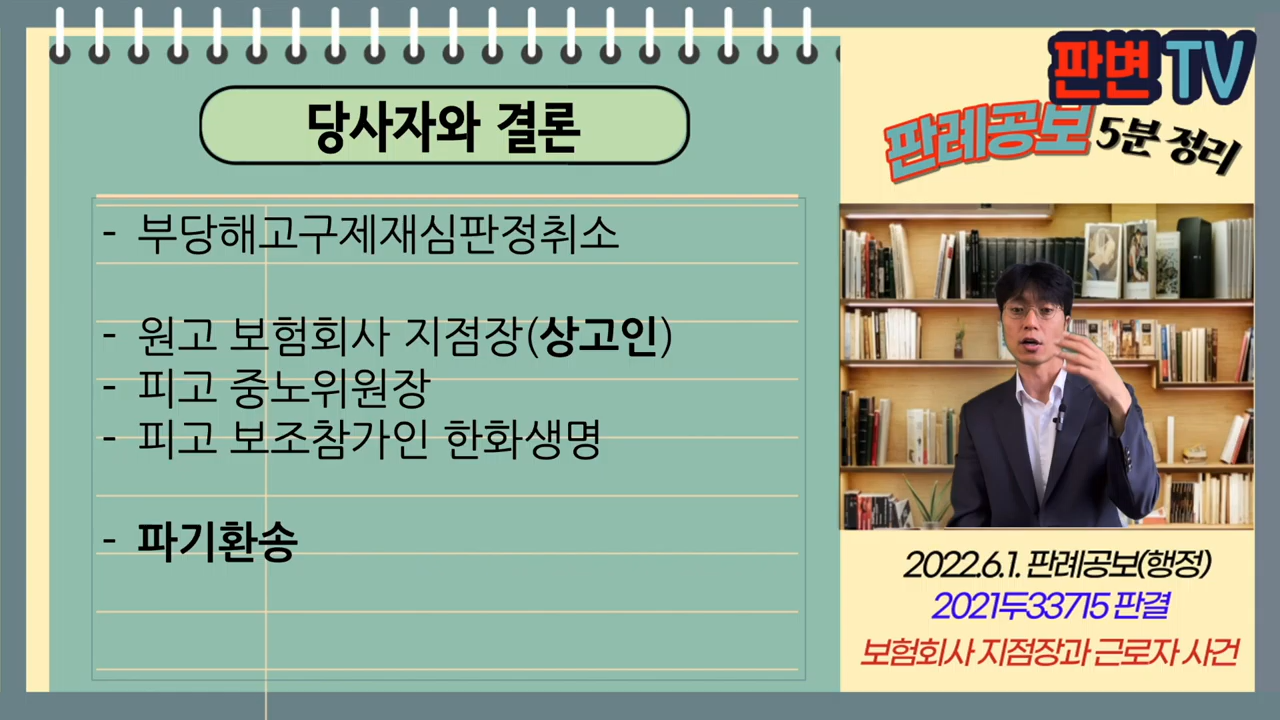 당사자와 결론
- 부당해고구제재심판정취소
- 원고 보험회사 지점장(상고인)
- 피고 중노위원장
- 피고 보조참가인 한화생명
- 파기환송
판변 TV
판례공보 5분 정리
2022.6.1. 판례공보(행정)
2021두33715 판결
보험회사 지점장과 근로자 사건